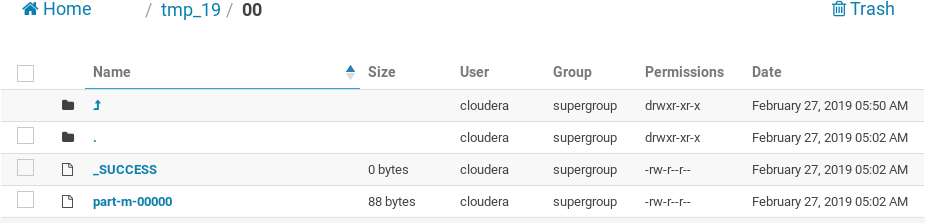 Home / tmp_19 / 00 Trash
Name Size User Group Permissions Date
cloudera supergroup drwxr-xr-x February 27, 2019 05:50 AM
. cloudera supergroup drwxr-xr-x February 27, 2019 05:02 AM
_SUCCESS 0 bytes cloudera supergroup -rw-r--r-- February 27, 2019 05:02 AM
part-m-00000 88 bytes cloudera supergroup -rw-r--r-- February 27, 2019 05:02 AM